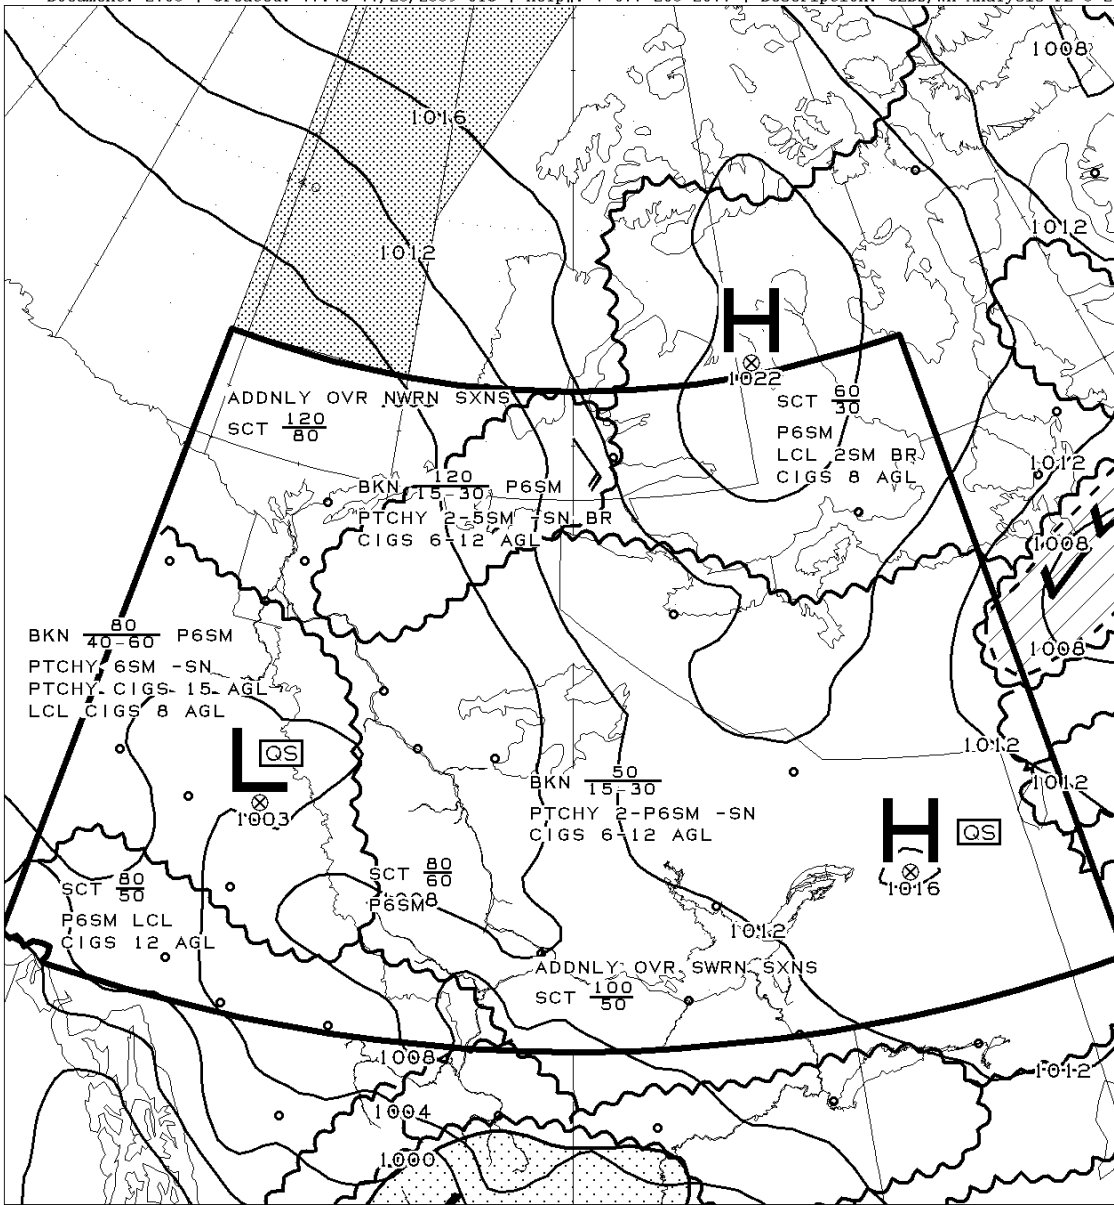 1008
1016
1012
1012
H
1022
ADDNLY OVR NWRN SXNS
SCT 120/80
SCT 60/30
P6SM
LCL 2SM BR
CIGS 8 AGL
1012
BKN 120/15-30 P6SM
PTCHY 2-5SM -SN BR
CIGS 6-12 AGL
1008
L
BKN 80/40-60 P6SM
PTCHY 6SM -SN
PTCHY CIGS 15 AGL
LCL CIGS 8 AGL
1008
L QS
1003
1012
1012
BKN 50/15-30
PTCHY 2-P6SM -SN
CIGS 6-12 AGL
H QS
1016
SCT 80/50
P6SM LCL
CIGS 12 AGL
SCT 80/60
P6SM
1008
1012
ADDNLY OVR SWRN SXNS
SCT 100/50
1008
1012
1004
1000